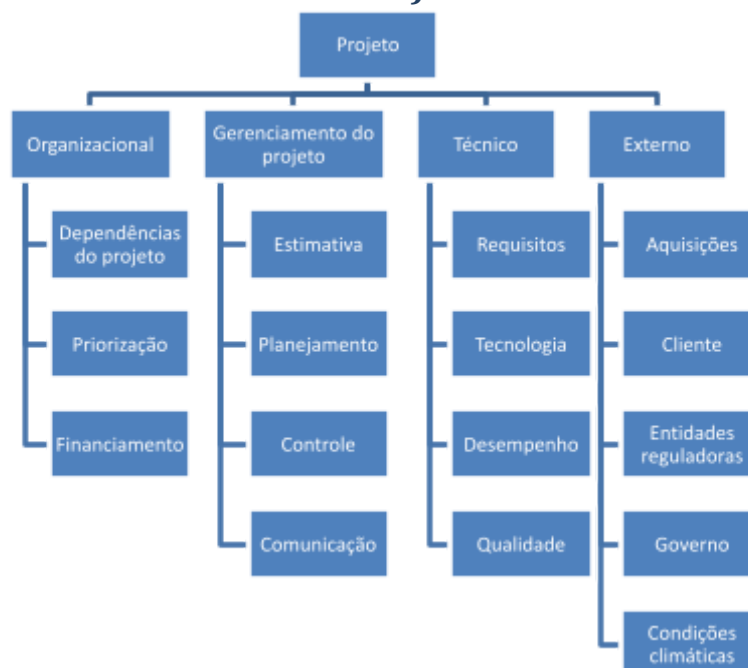 Projeto
Organizacional
Gerenciamento do
projeto
Técnico
Externo
Dependências
do projeto
Estimativa
Requisitos
Aquisições
Priorização
Planejamento
Tecnologia
Cliente
Financiamento
Controle
Desempenho
Entidades
reguladoras
Comunicação
Qualidade
Governo
Condições
climáticas